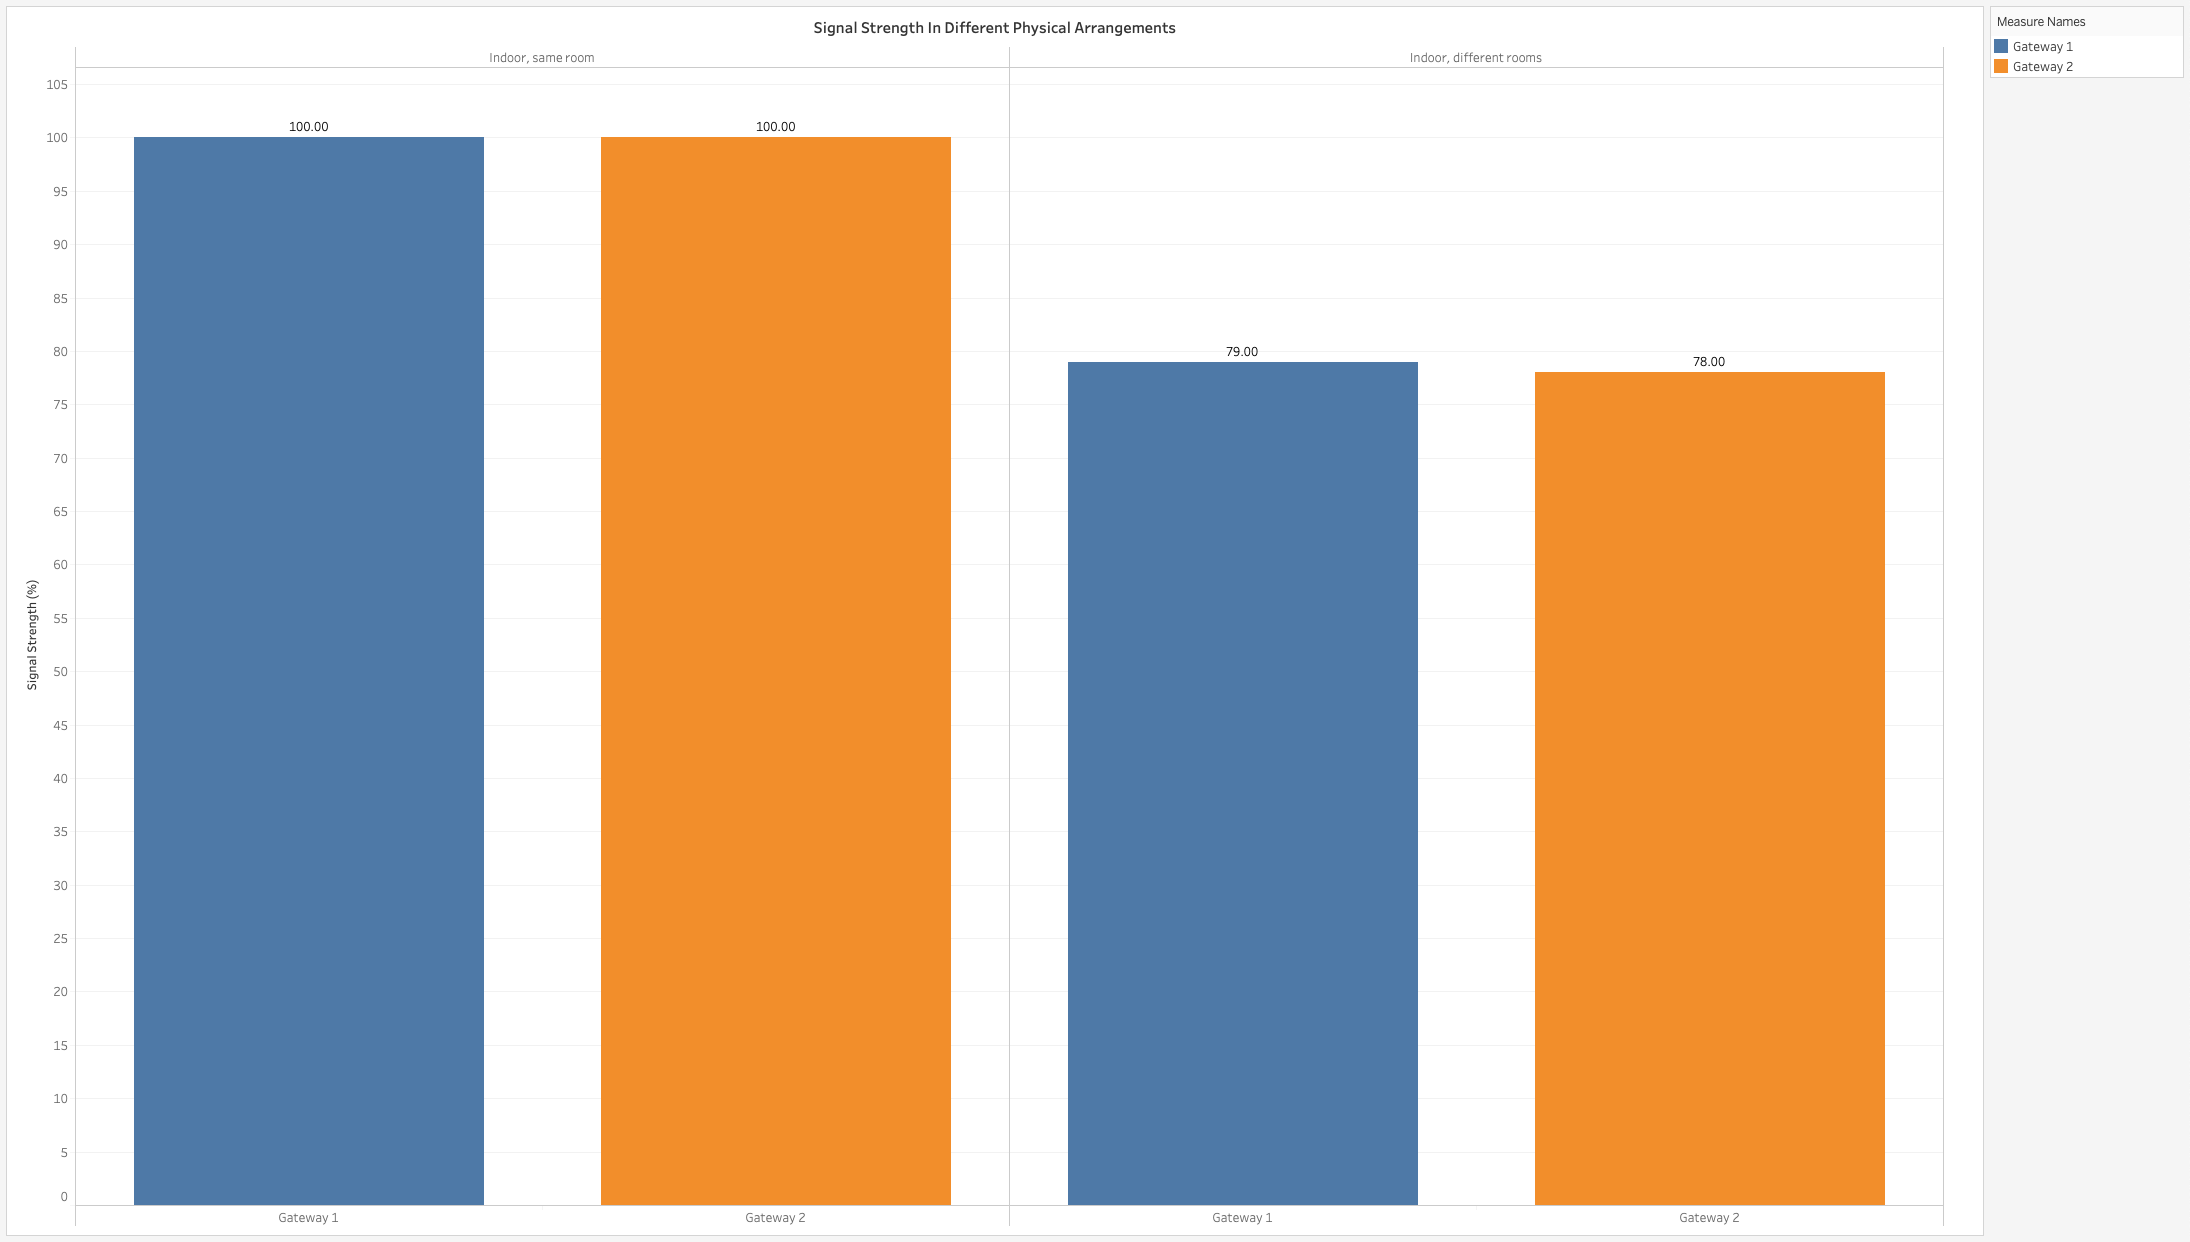 Signal Strength In Different Physical Arrangements
Measure Names
Gateway 1
Gateway 2
Indoor, same room
Indoor, different rooms
105
100
95
90
85
80
75
70
65
60
55
50
45
40
35
30
25
20
15
10
5
0
Signal Strength (%)
100.00
100.00
79.00
78.00
Gateway 1
Gateway 2
Gateway 1
Gateway 2